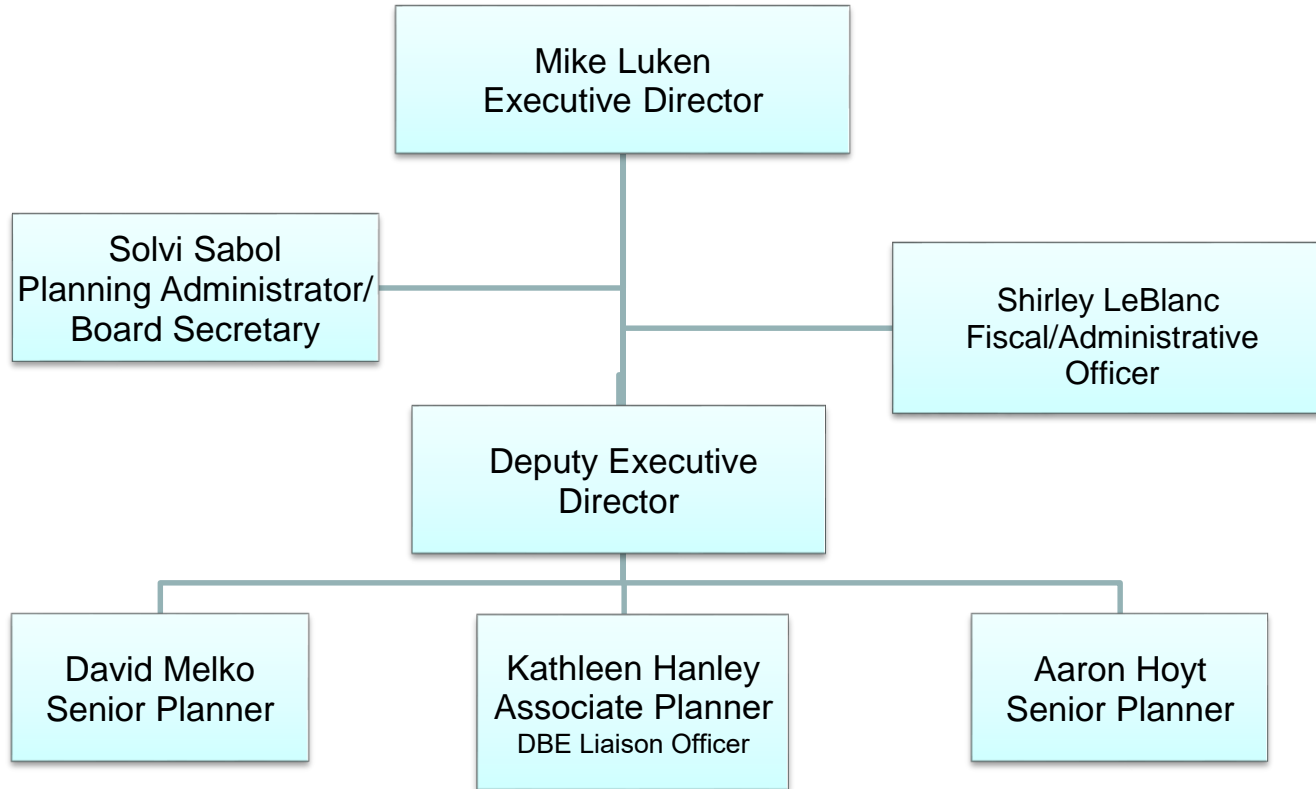 Mike Luken
Executive Director
Solvi Sabol
Planning Administrator/
Board Secretary
Shirley LeBlanc
Fiscal/Administrative
Officer
Deputy Executive
Director
David Melko
Senior Planner
Kathleen Hanley
Associate Planner
DBE Liaison Officer
Aaron Hoyt
Senior Planner